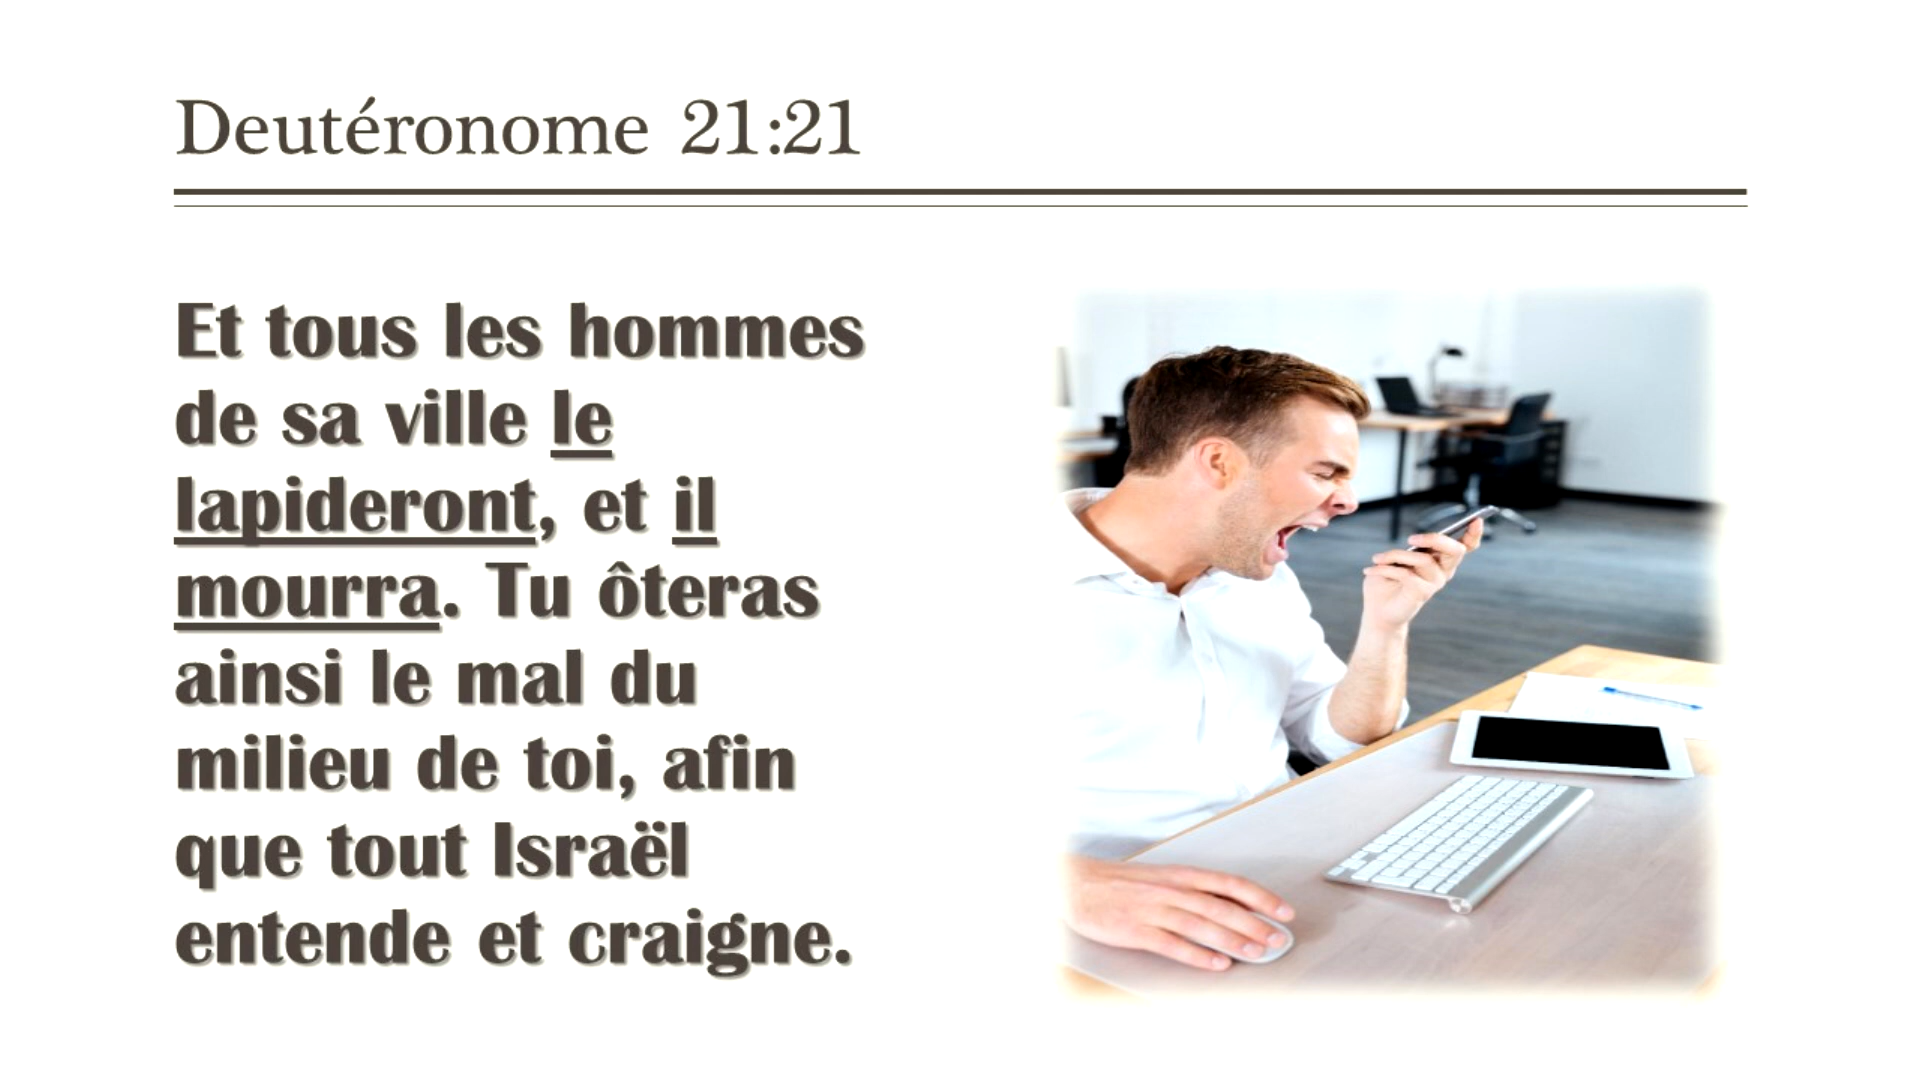 Deutéronome 21:21
Et tous les hommes
de sa ville le
lapideront, et il
mourra. Tu ôteras
ainsi le mal du
milieu de toi, afin
que tout Israël
entende et craigne.